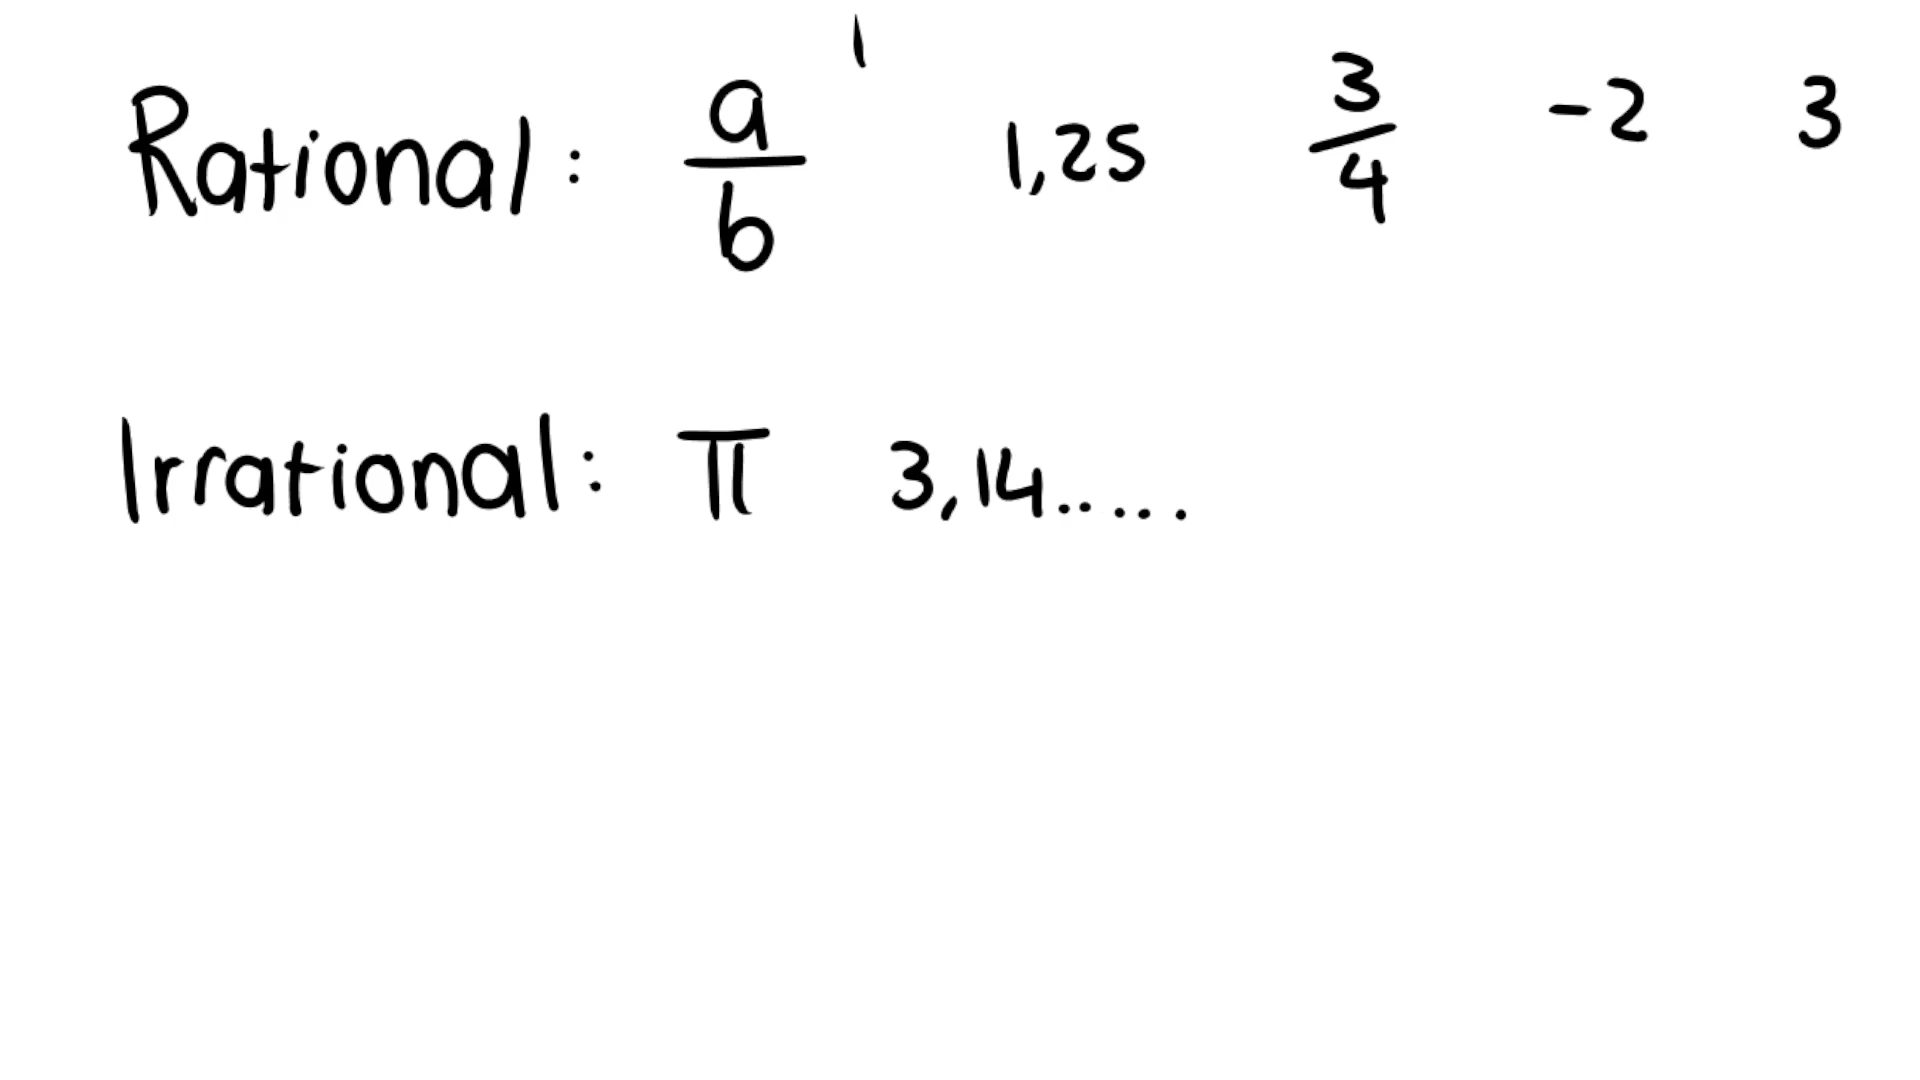 Rational: a/b 1,25 3/4 -2 3
Irrational: π 3,14.....